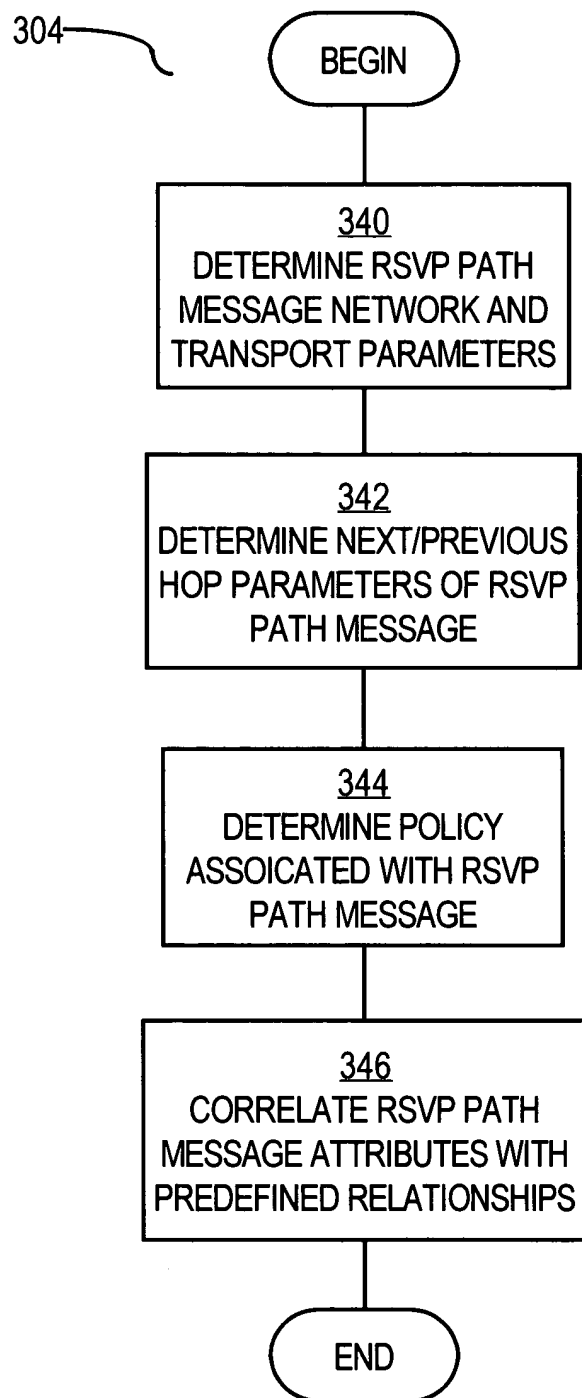 304
BEGIN
340
DETERMINE RSVP PATH
MESSAGE NETWORK AND
TRANSPORT PARAMETERS
342
DETERMINE NEXT/PREVIOUS
HOP PARAMETERS OF RSVP
PATH MESSAGE
344
DETERMINE POLICY
ASSOICATED WITH RSVP
PATH MESSAGE
346
CORRELATE RSVP PATH
MESSAGE ATTRIBUTES WITH
PREDEFINED RELATIONSHIPS
END